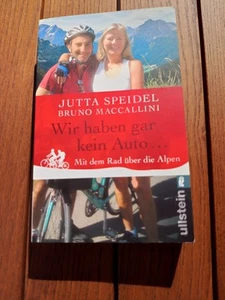 JUTTA SPEIDEL
BRUNO MACCALLINI
Wir haben gar
kein Auto...
Mit dem Rad über die Alpen
ullstein